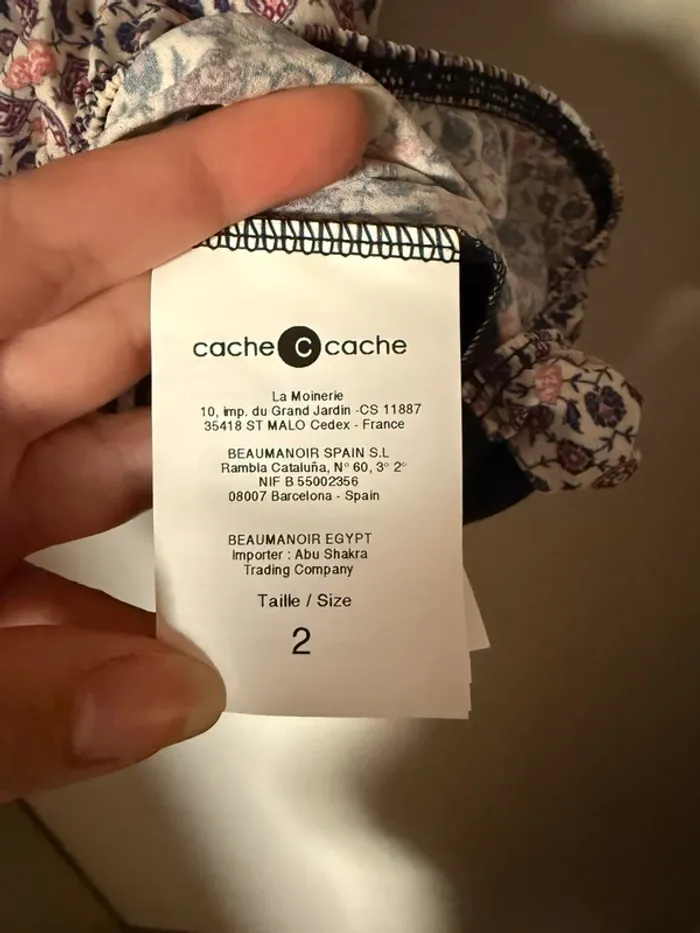 cache C cache
La Moinerie
10, imp. du Grand Jardin -CS 11887
35418 ST MALO Cedex - France
BEAUMANOIR SPAIN S.L
Rambla Cataluña, N° 60, 3° 2°
NIF B 55002356
08007 Barcelona - Spain
BEAUMANOIR EGYPT
Importer : Abu Shakra
Trading Company
Taille / Size
2